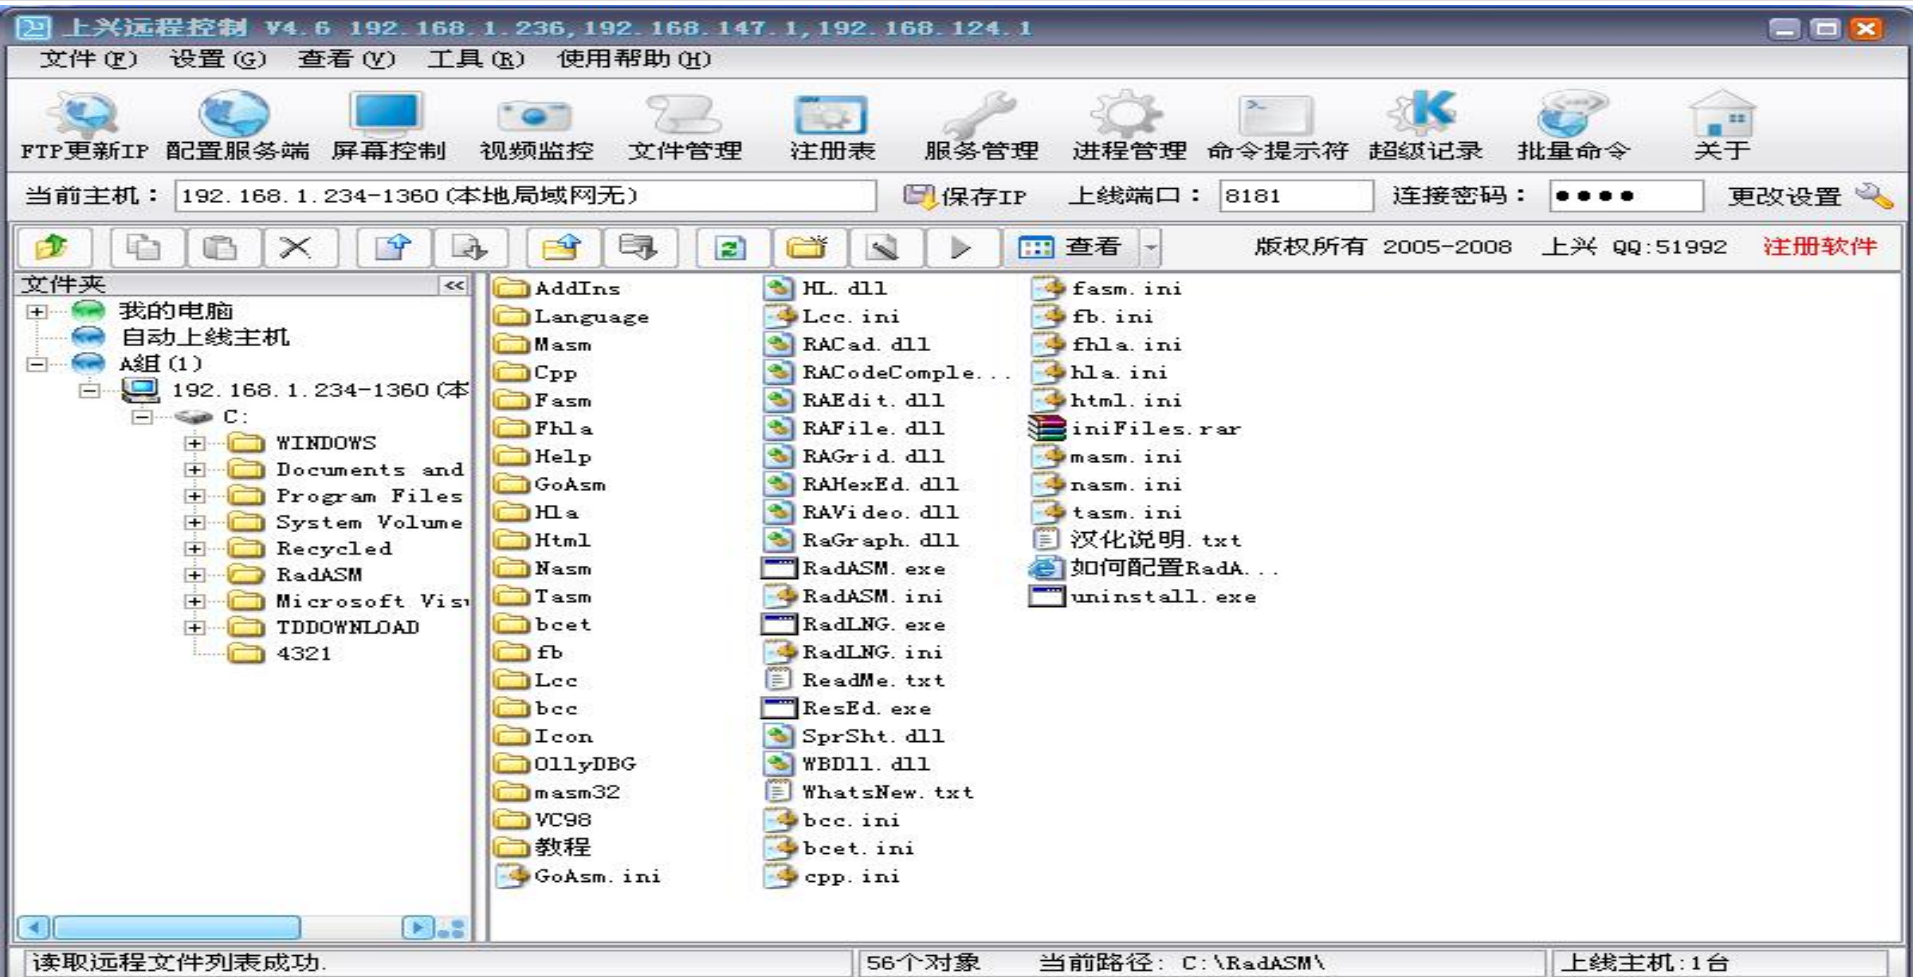 上兴远程控制 V4.6 192.168.1.236,192.168.147.1,192.168.124.1
文件(F) 设置(G) 查看(V) 工具(R) 使用帮助(H)
FTP更新IP 配置服务端 屏幕控制 视频监控 文件管理 注册表 服务管理 进程管理 命令提示符 超级记录 批量命令 关于
当前主机： 192.168.1.234-1360(本地局域网无) 保存IP 上线端口： 8181 连接密码： ●●●● 更改设置
查看 版权所有 2005-2008 上兴 QQ:51992 注册软件
文件夹 <<
我的电脑
自动上线主机
A组(1)
192.168.1.234-1360(本
C:
WINDOWS
Documents and
Program Files
System Volume
Recycled
RadASM
Microsoft Vis
TDDOWNLOAD
4321
AddIns
Language
Masm
Cpp
Fasm
Fhla
Help
GoAsm
Hla
Html
Nasm
Tasm
bcet
fb
Lcc
bcc
Icon
OllyDBG
masm32
VC98
教程
GoAsm.ini
HL.dll
Lcc.ini
RACad.dll
RACodeComple...
RAEdit.dll
RAFile.dll
RAGrid.dll
RAHexEd.dll
RAVideo.dll
RaGraph.dll
RadASM.exe
RadASM.ini
RadLNG.exe
RadLNG.ini
ReadMe.txt
ResEd.exe
SprSht.dll
WBDll.dll
WhatsNew.txt
bcc.ini
bcet.ini
cpp.ini
fasm.ini
fb.ini
fhla.ini
hla.ini
html.ini
iniFiles.rar
masm.ini
nasm.ini
tasm.ini
汉化说明.txt
如何配置RadA...
uninstall.exe
读取远程文件列表成功. 56个对象 当前路径: C:\RadASM\ 上线主机:1台